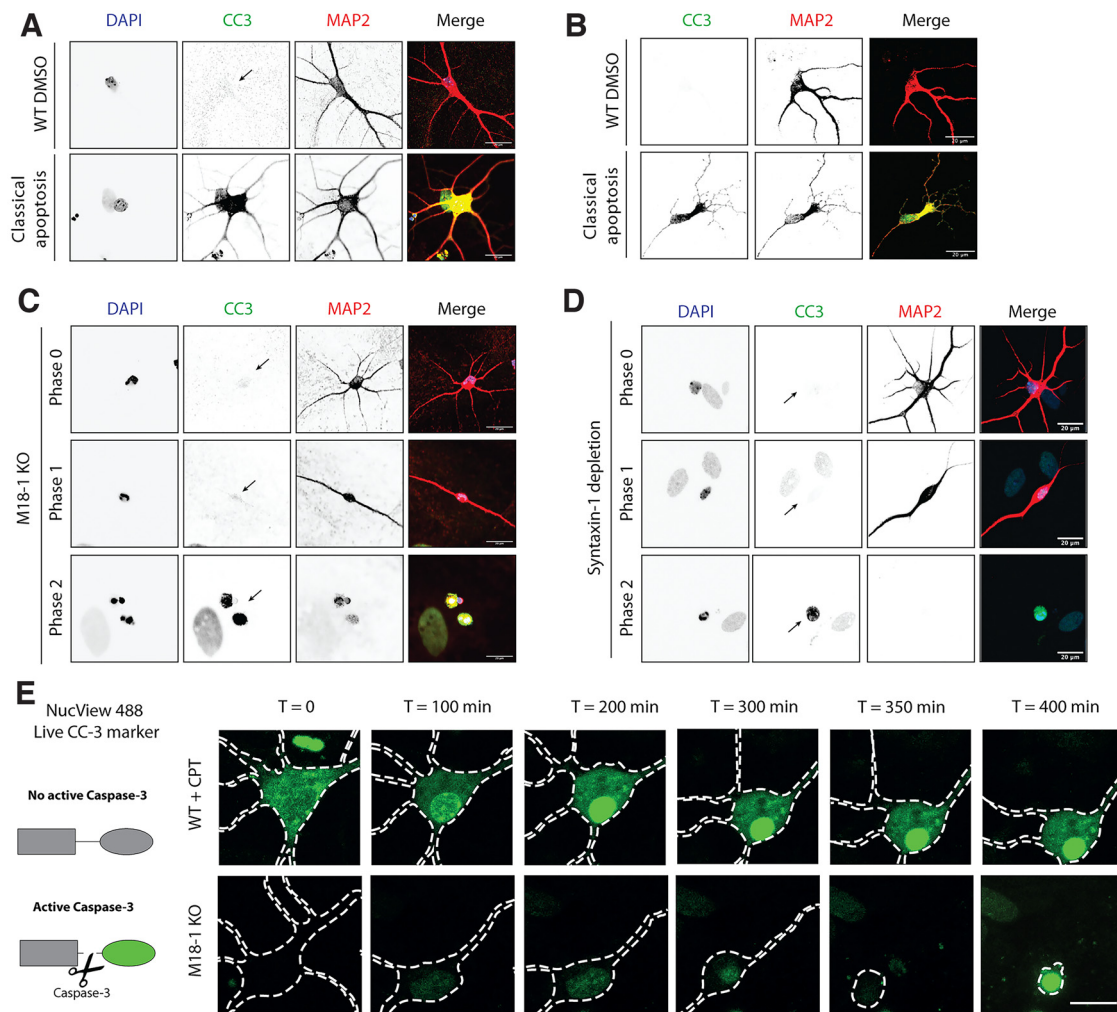 A
DAPI CC3 MAP2 Merge
WT DMSO
Classical
apoptosis
B
CC3 MAP2 Merge
WT DMSO
20 µm
Classical
apoptosis
20 µm
C
DAPI CC3 MAP2 Merge
M18-1 KO
Phase 0
Phase 1
Phase 2
D
DAPI CC3 MAP2 Merge
Syntaxin-1 depletion
Phase 0
20 µm
Phase 1
20 µm
Phase 2
20 µm
E
NucView 488
Live CC-3 marker
No active Caspase-3
Active Caspase-3
Caspase-3
T = 0 T = 100 min T = 200 min T = 300 min T = 350 min T = 400 min
WT + CPT
M18-1 KO